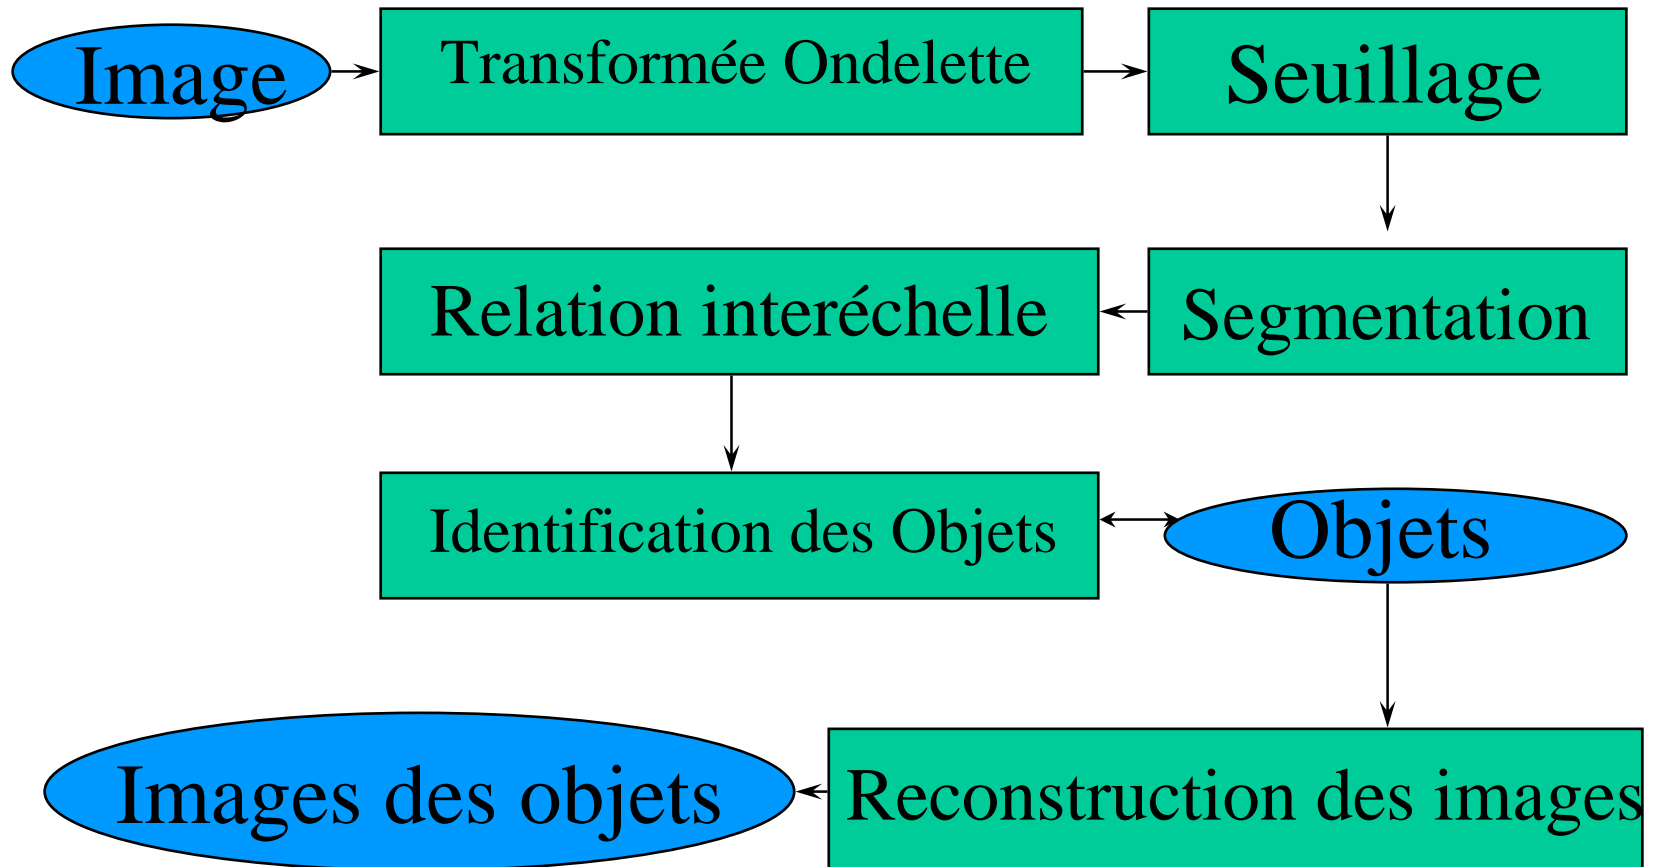 Image
Transformée Ondelette
Seuillage
Relation interéchelle
Segmentation
Identification des Objets
Objets
Images des objets
Reconstruction des images